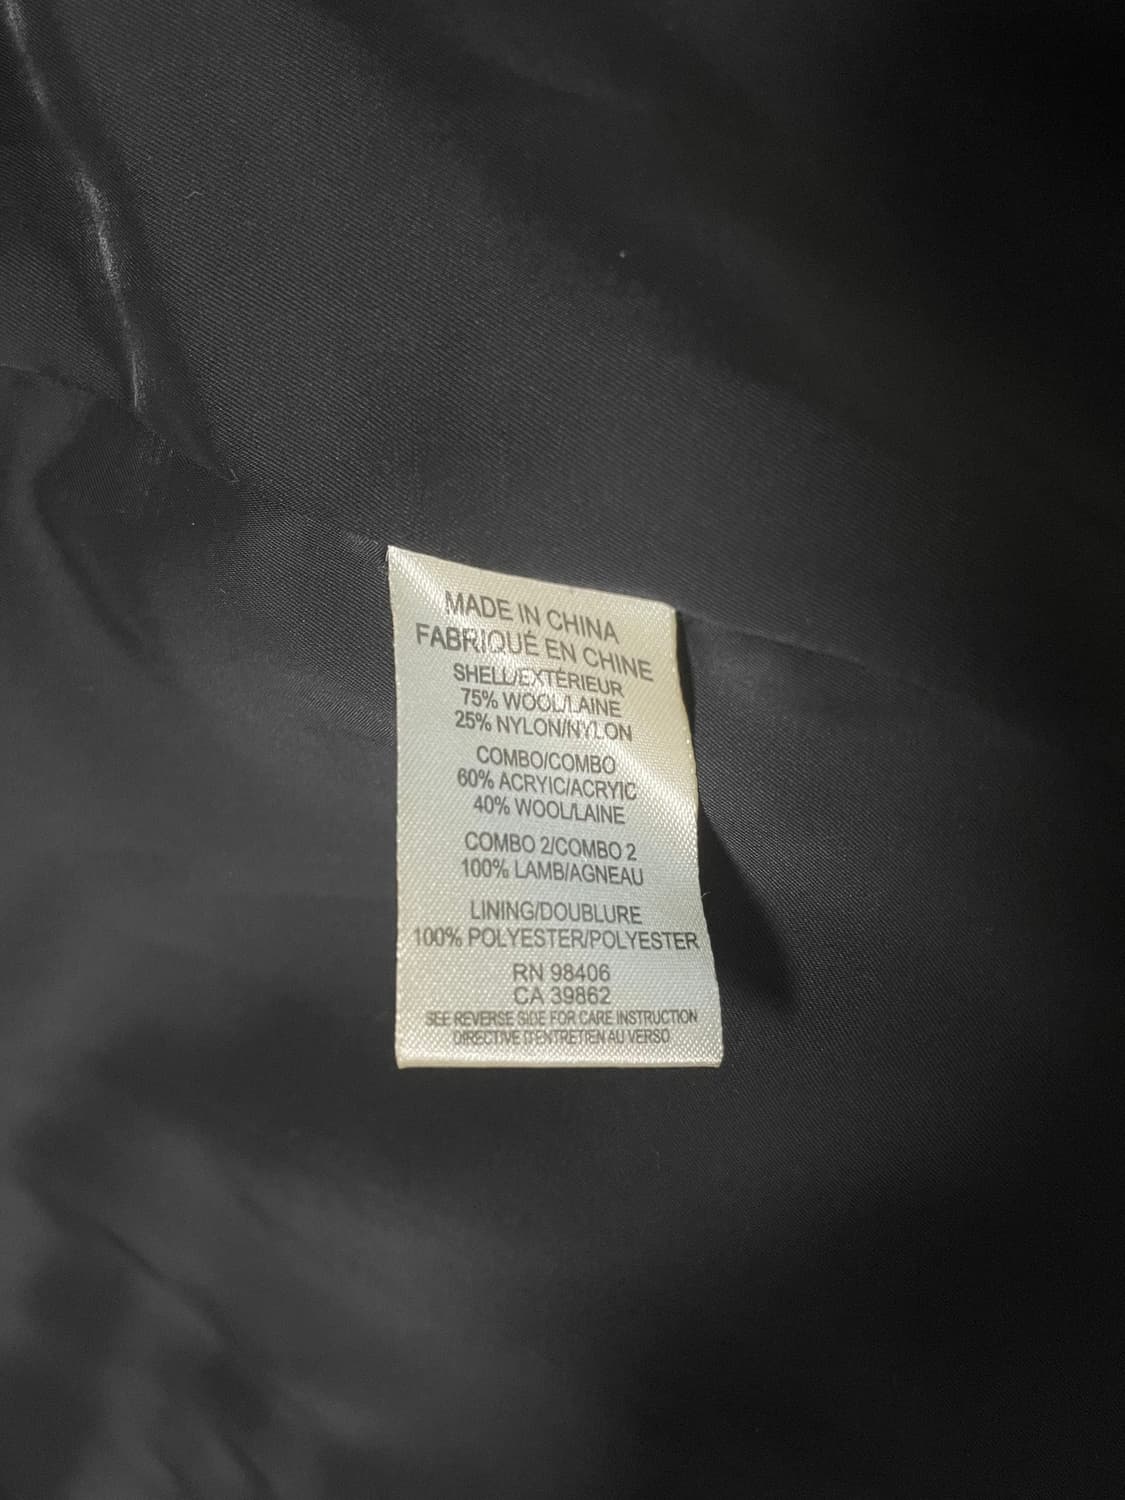 MADE IN CHINA
FABRIQUÉ EN CHINE
SHELL/EXTÉRIEUR
75% WOOL/LAINE
25% NYLON/NYLON
COMBO/COMBO
60% ACRYIC/ACRYIC
40% WOOL/LAINE
COMBO 2/COMBO 2
100% LAMB/AGNEAU
LINING/DOUBLURE
100% POLYESTER/POLYESTER
RN 98406
CA 39862
SEE REVERSE SIDE FOR CARE INSTRUCTION
DIRECTIVE D'ENTRETIEN AU VERSO